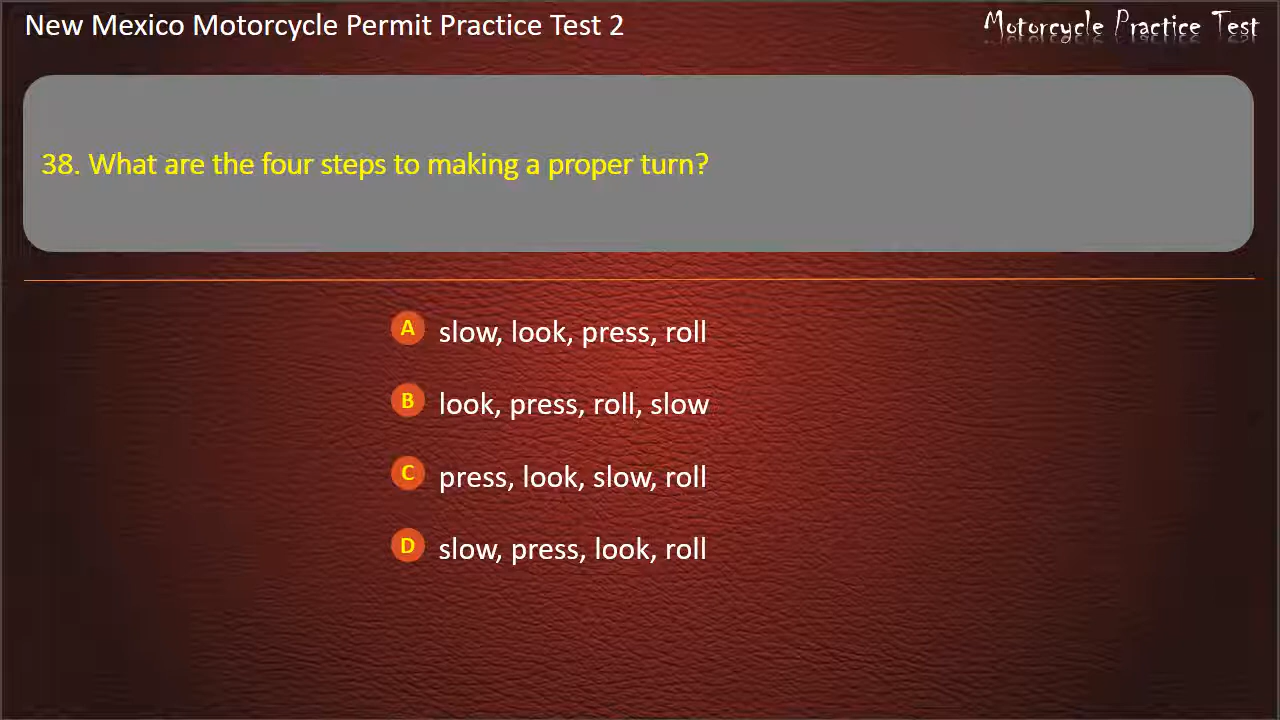 New Mexico Motorcycle Permit Practice Test 2
Motorcycle Practice Test
38. What are the four steps to making a proper turn?
A slow, look, press, roll
B look, press, roll, slow
C press, look, slow, roll
D slow, press, look, roll